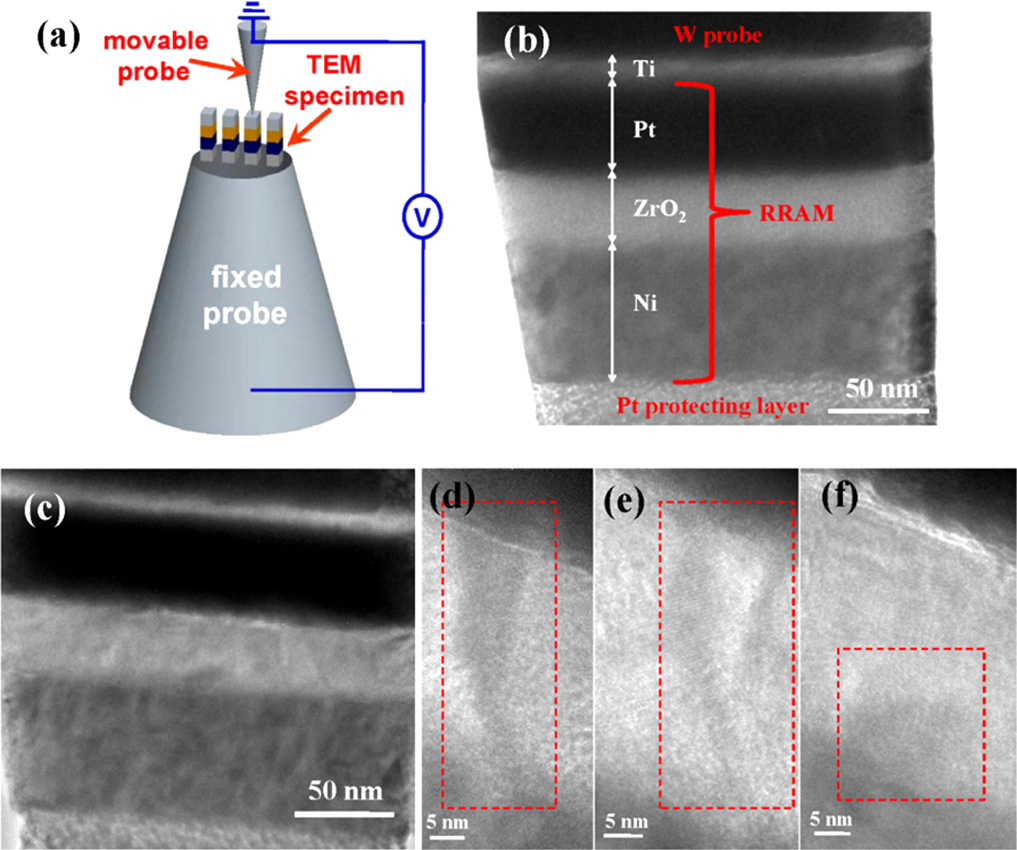 (a)
movable
probe
TEM
specimen
V
fixed
probe
(b)
W probe
Ti
Pt
ZrO₂
RRAM
Ni
50 nm
Pt protecting layer
(c)
50 nm
(d)
5 nm
(e)
5 nm
(f)
5 nm